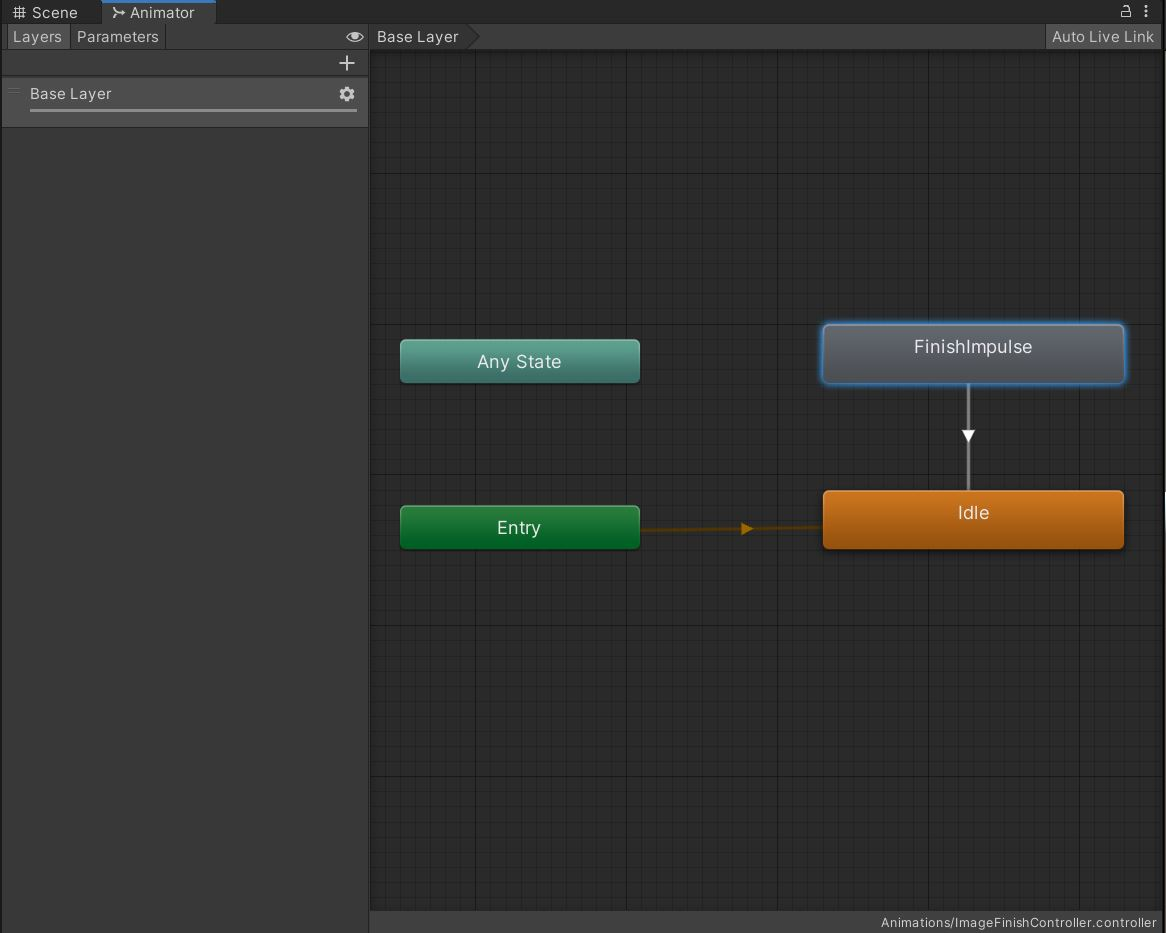 Scene Animator
Layers Parameters Base Layer Auto Live Link
Base Layer
Any State
FinishImpulse
Entry
Idle
Animations/ImageFinishController.controller